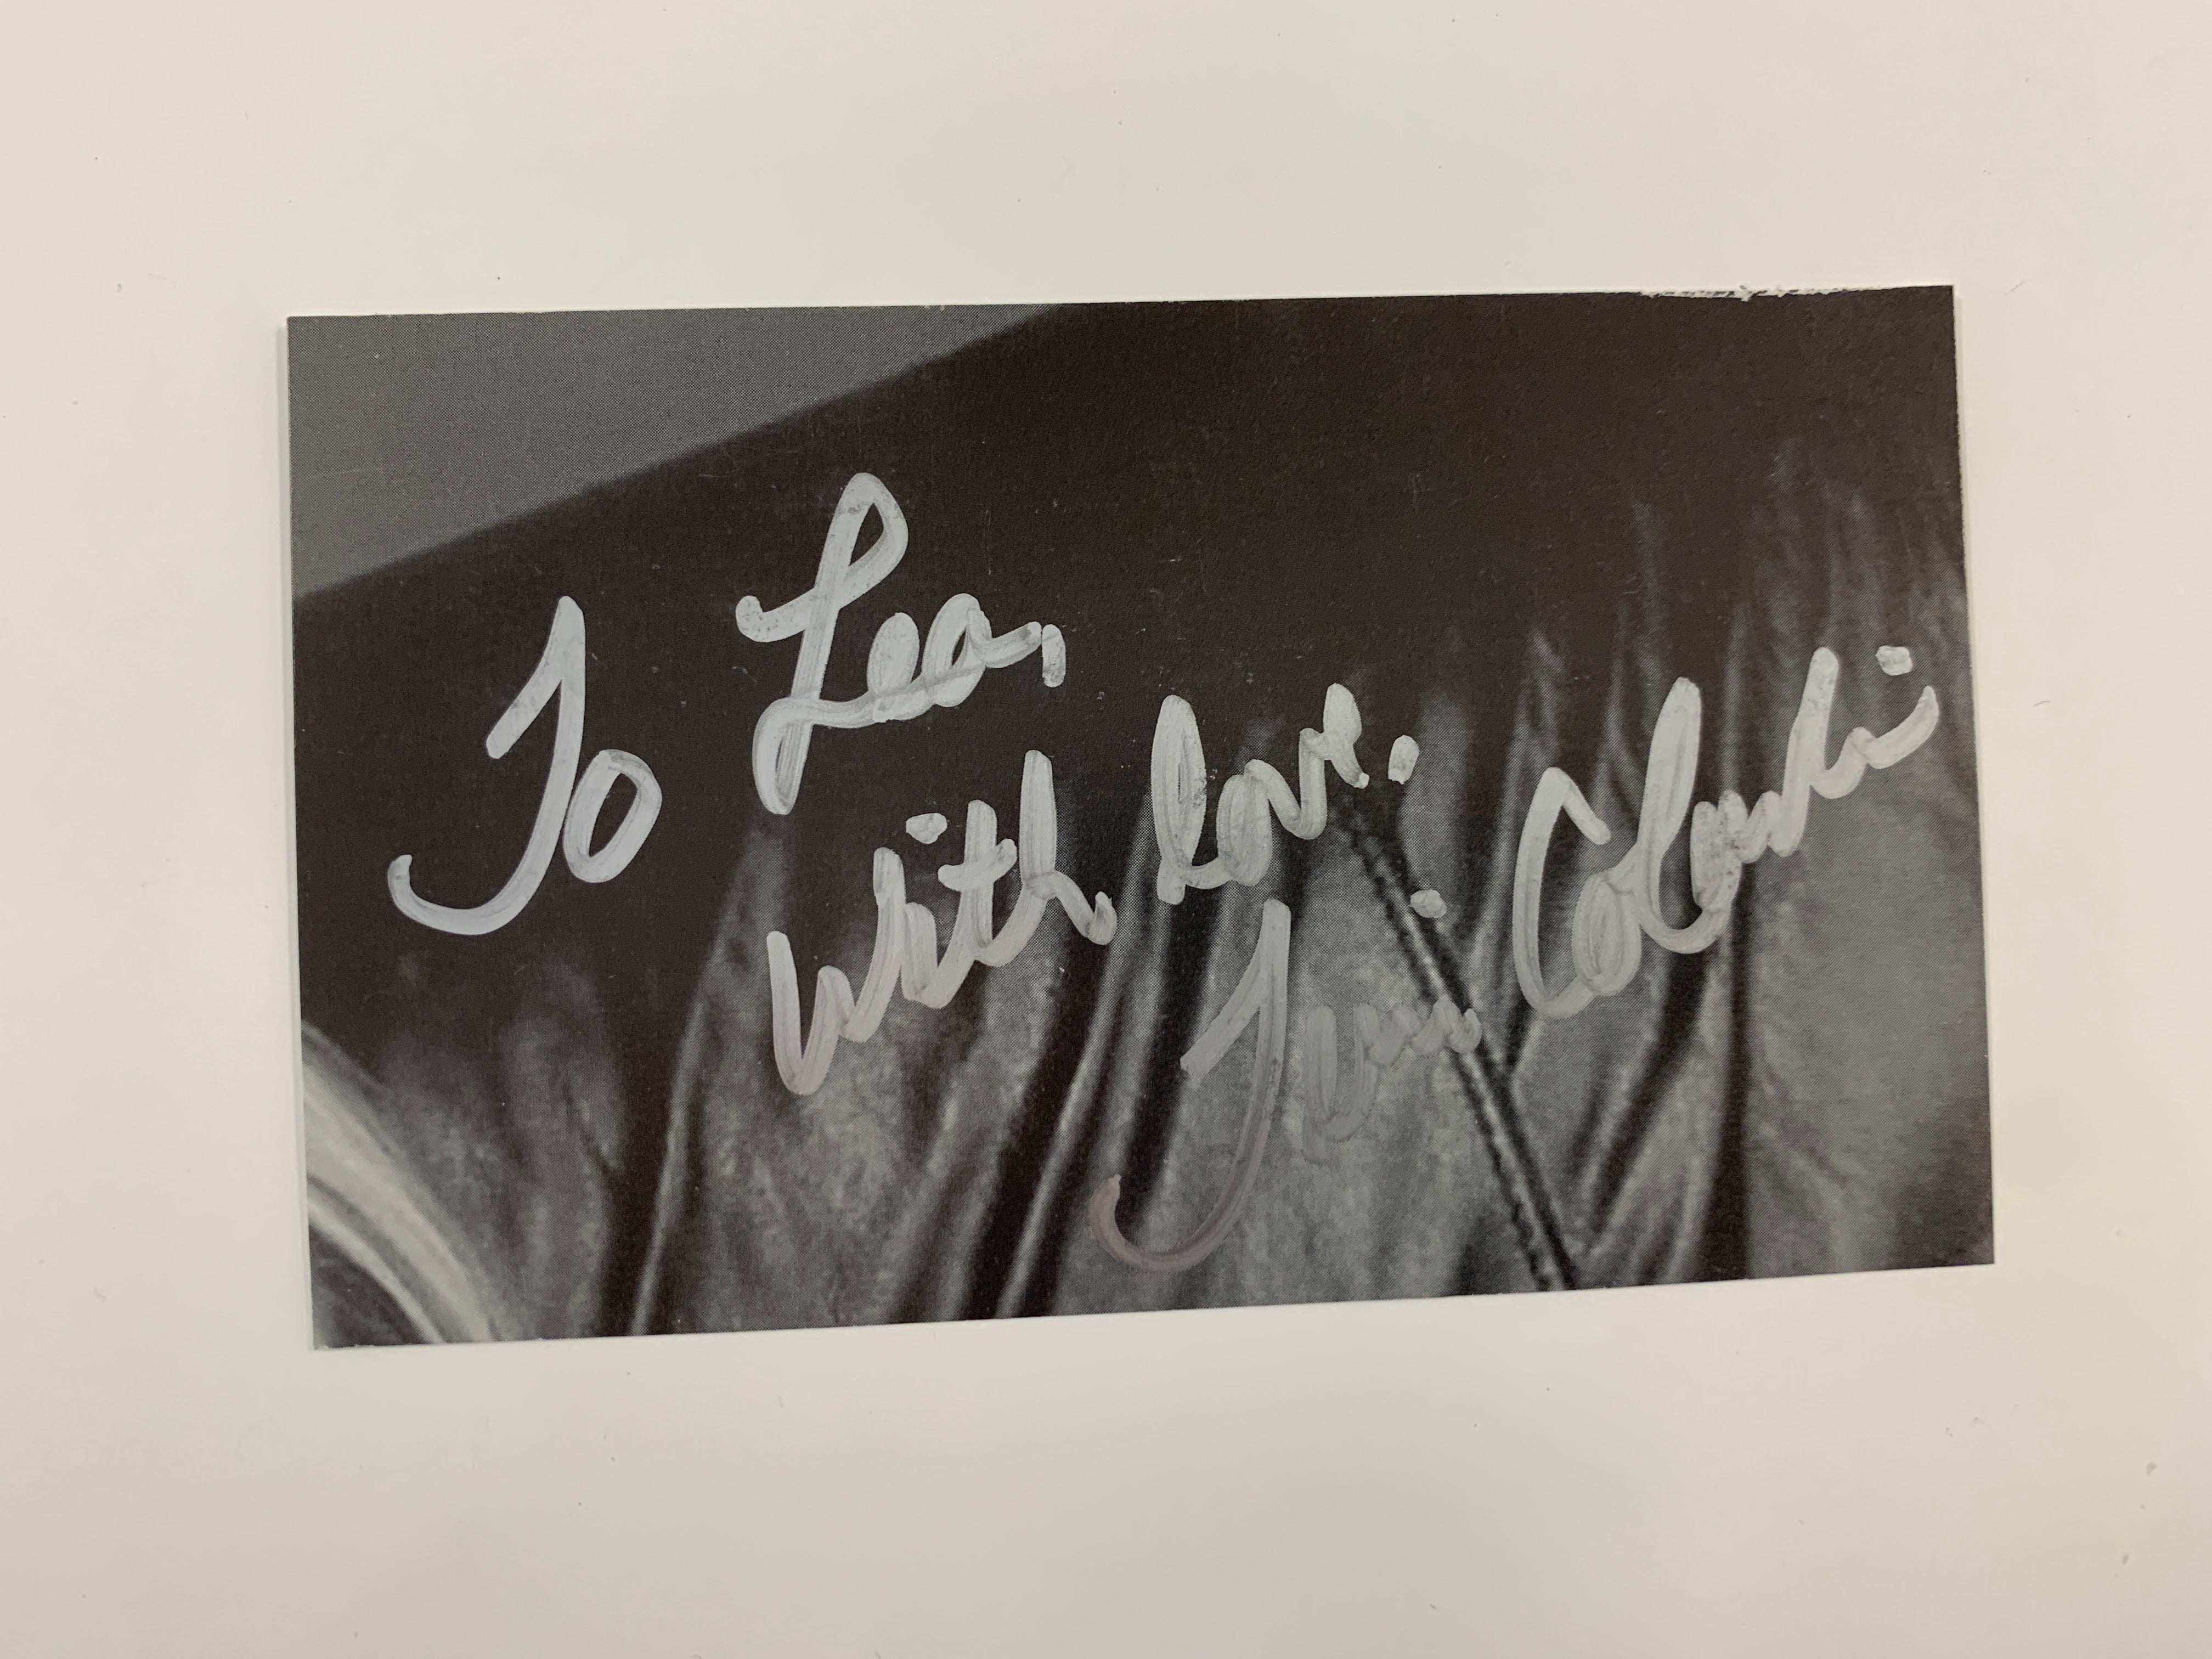 To Lea,
with love.